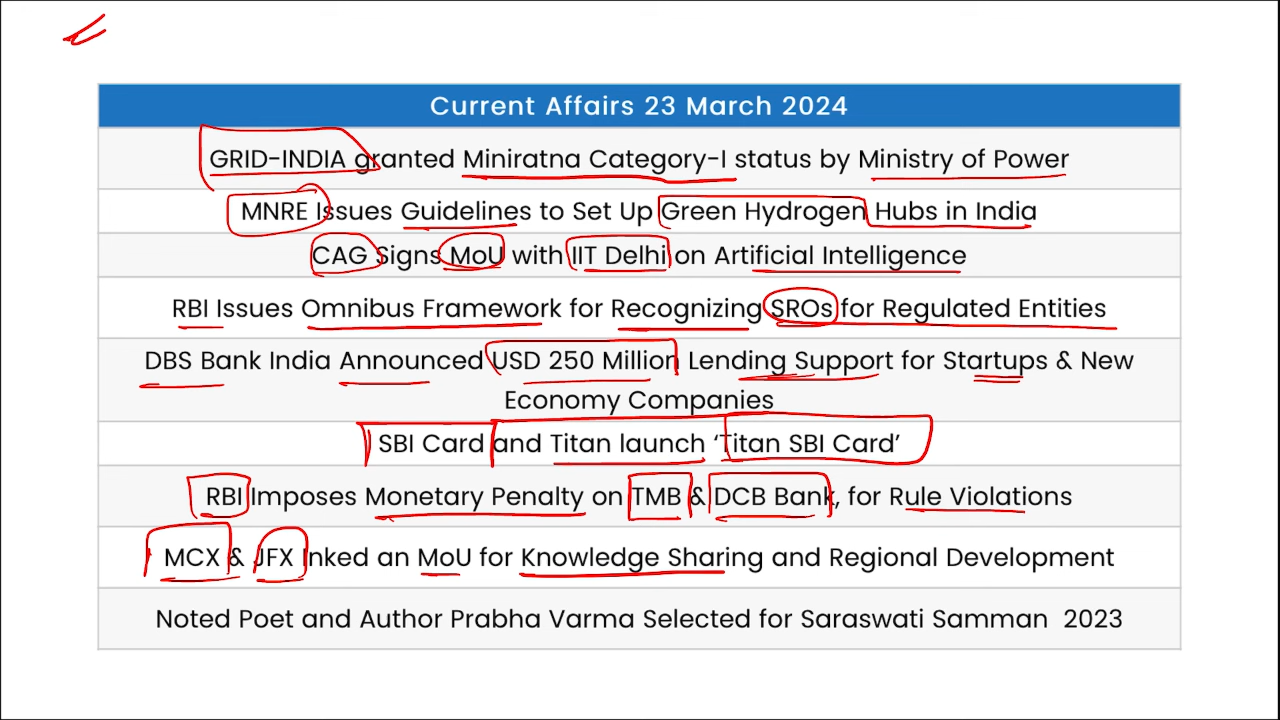 Current Affairs 23 March 2024
GRID-INDIA granted Miniratna Category-I status by Ministry of Power
MNRE Issues Guidelines to Set Up Green Hydrogen Hubs in India
CAG Signs MoU with IIT Delhi on Artificial Intelligence
RBI Issues Omnibus Framework for Recognizing SROs for Regulated Entities
DBS Bank India Announced USD 250 Million Lending Support for Startups & New
Economy Companies
SBI Card and Titan launch ‘Titan SBI Card’
RBI Imposes Monetary Penalty on TMB & DCB Bank, for Rule Violations
MCX & JFX Inked an MoU for Knowledge Sharing and Regional Development
Noted Poet and Author Prabha Varma Selected for Saraswati Samman 2023